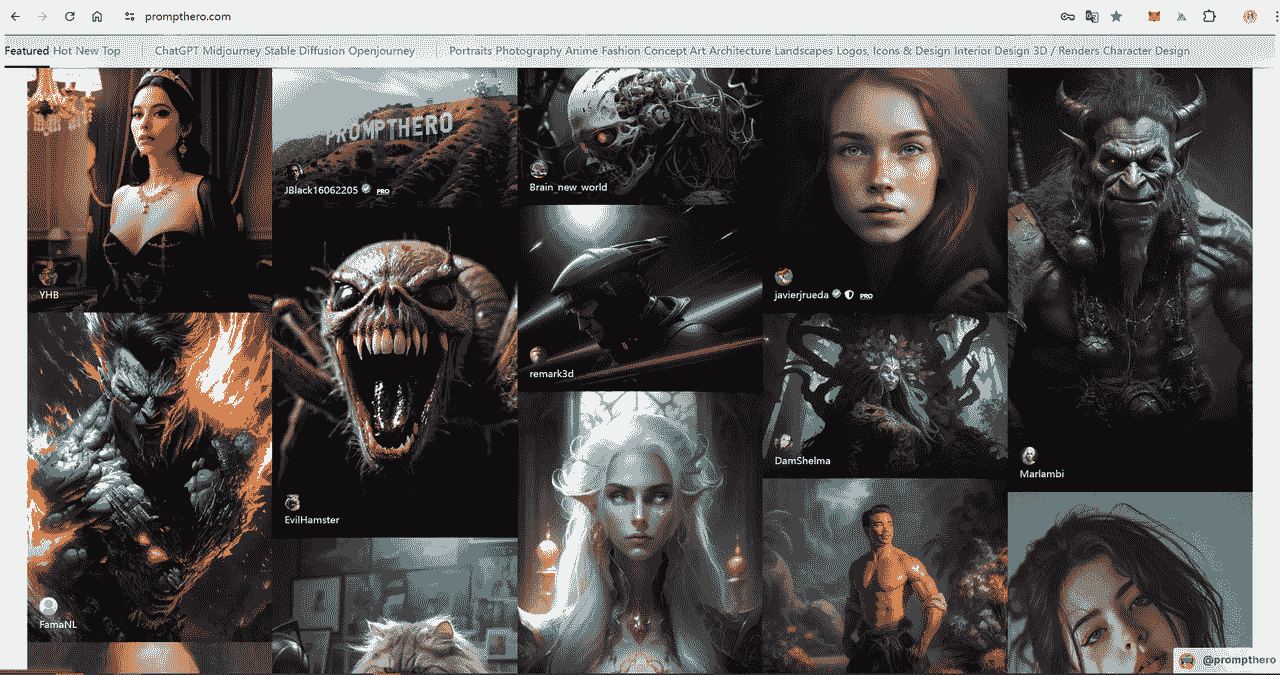 prompthero.com
Featured Hot New Top ChatGPT Midjourney Stable Diffusion Openjourney Portraits Photography Anime Fashion Concept Art Architecture Landscapes Logos, Icons & Design Interior Design 3D / Renders Character Design
PROMPTHERO
JBlack16062205 PRO
Brain_new_world
YHB
javierjrueda PRO
remark3d
DamShelma
Marlambi
EvilHamster
FamaNL
@prompthero